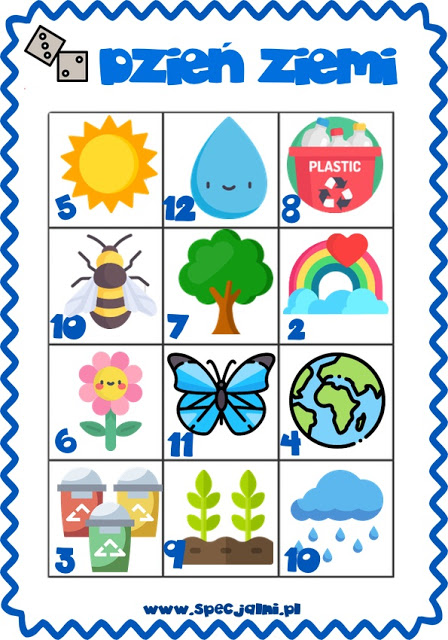 Dzień Ziemi
PLASTIC
5 12 8
10 7 2
6 11 4
3 9 10
www.specjalni.pl